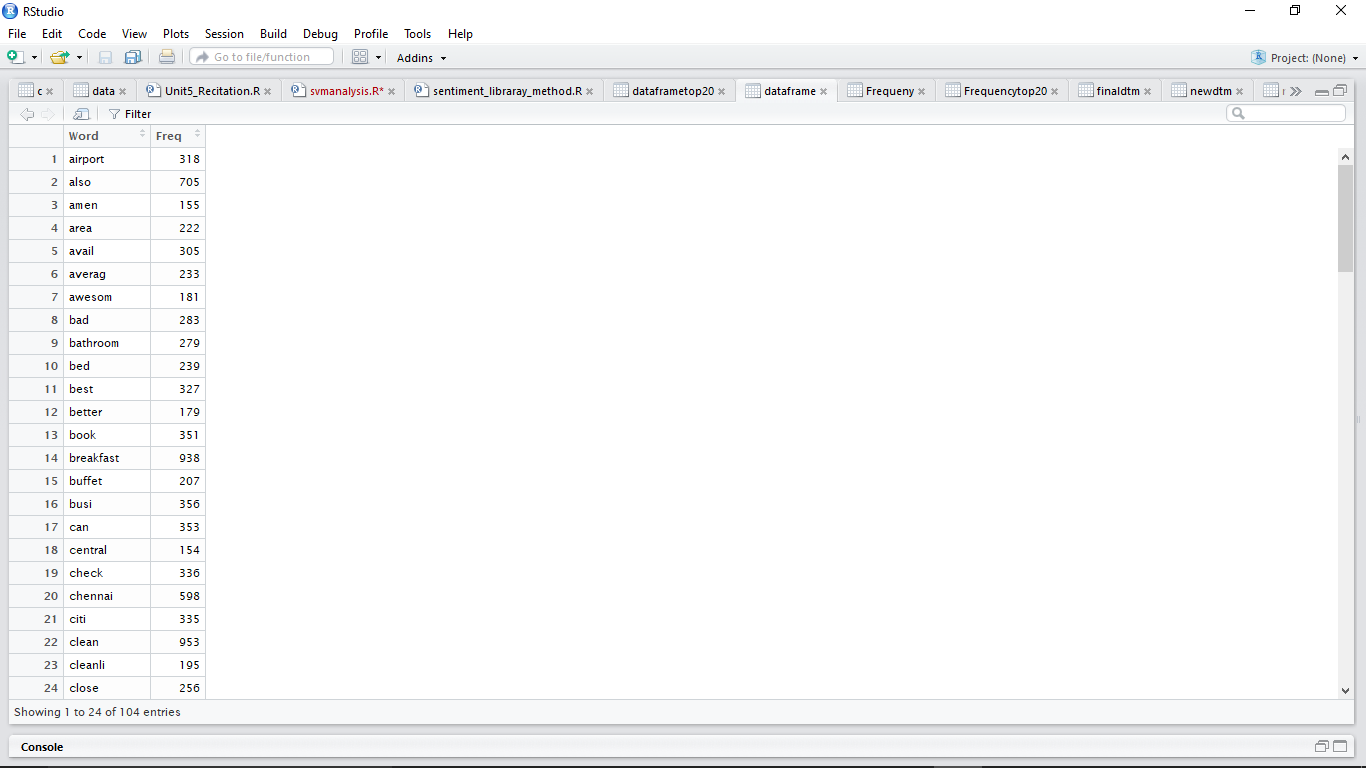 RStudio
File Edit Code View Plots Session Build Debug Profile Tools Help
Go to file/function Addins Project: (None)
c data Unit5_Recitation.R svmanalysis.R* sentiment_libraray_method.R dataframetop20 dataframe Frequeny Frequencytop20 finaldtm newdtm
Filter
Word Freq
1 airport 318
2 also 705
3 amen 155
4 area 222
5 avail 305
6 averag 233
7 awesom 181
8 bad 283
9 bathroom 279
10 bed 239
11 best 327
12 better 179
13 book 351
14 breakfast 938
15 buffet 207
16 busi 356
17 can 353
18 central 154
19 check 336
20 chennai 598
21 citi 335
22 clean 953
23 cleanli 195
24 close 256
Showing 1 to 24 of 104 entries
Console